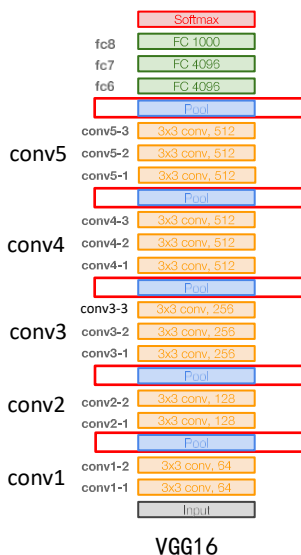 Softmax
fc8 FC 1000
fc7 FC 4096
fc6 FC 4096
Pool
conv5-3 3x3 conv, 512
conv5 conv5-2 3x3 conv, 512
conv5-1 3x3 conv, 512
Pool
conv4-3 3x3 conv, 512
conv4 conv4-2 3x3 conv, 512
conv4-1 3x3 conv, 512
Pool
conv3-3 3x3 conv, 256
conv3 conv3-2 3x3 conv, 256
conv3-1 3x3 conv, 256
Pool
conv2 conv2-2 3x3 conv, 128
conv2-1 3x3 conv, 128
Pool
conv1 conv1-2 3x3 conv, 64
conv1-1 3x3 conv, 64
Input
VGG16